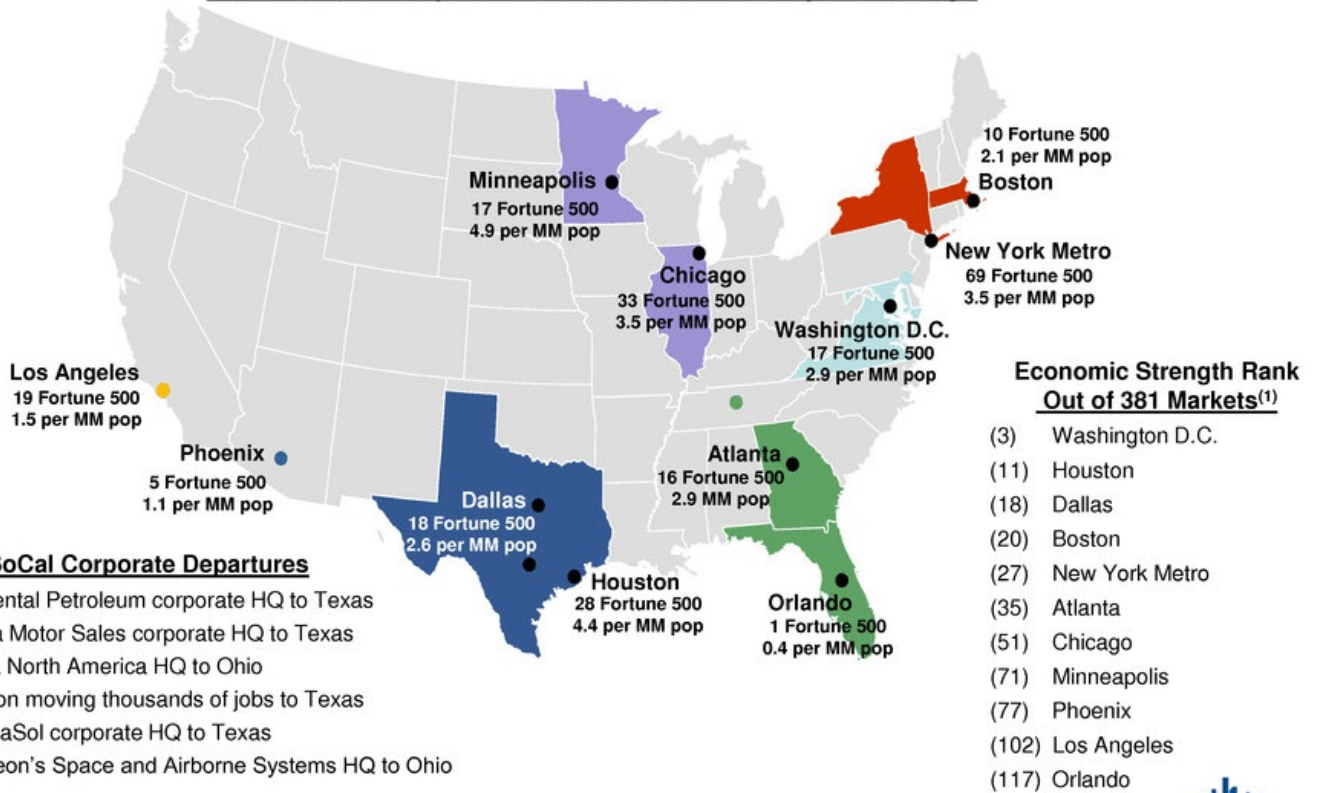 10 Fortune 500
2.1 per MM pop
Boston
Minneapolis
17 Fortune 500
4.9 per MM pop
New York Metro
69 Fortune 500
3.5 per MM pop
Chicago
33 Fortune 500
3.5 per MM pop
Washington D.C.
17 Fortune 500
2.9 per MM pop
Los Angeles
19 Fortune 500
1.5 per MM pop
Phoenix
5 Fortune 500
1.1 per MM pop
Atlanta
16 Fortune 500
2.9 MM pop
Dallas
18 Fortune 500
2.6 per MM pop
Houston
28 Fortune 500
4.4 per MM pop
Orlando
1 Fortune 500
0.4 per MM pop
SoCal Corporate Departures
Petroleum corporate HQ to Texas
Motor Sales corporate HQ to Texas
North America HQ to Ohio
moving thousands of jobs to Texas
corporate HQ to Texas
Space and Airborne Systems HQ to Ohio
Economic Strength Rank
Out of 381 Markets(1)
(3) Washington D.C.
(11) Houston
(18) Dallas
(20) Boston
(27) New York Metro
(35) Atlanta
(51) Chicago
(71) Minneapolis
(77) Phoenix
(102) Los Angeles
(117) Orlando